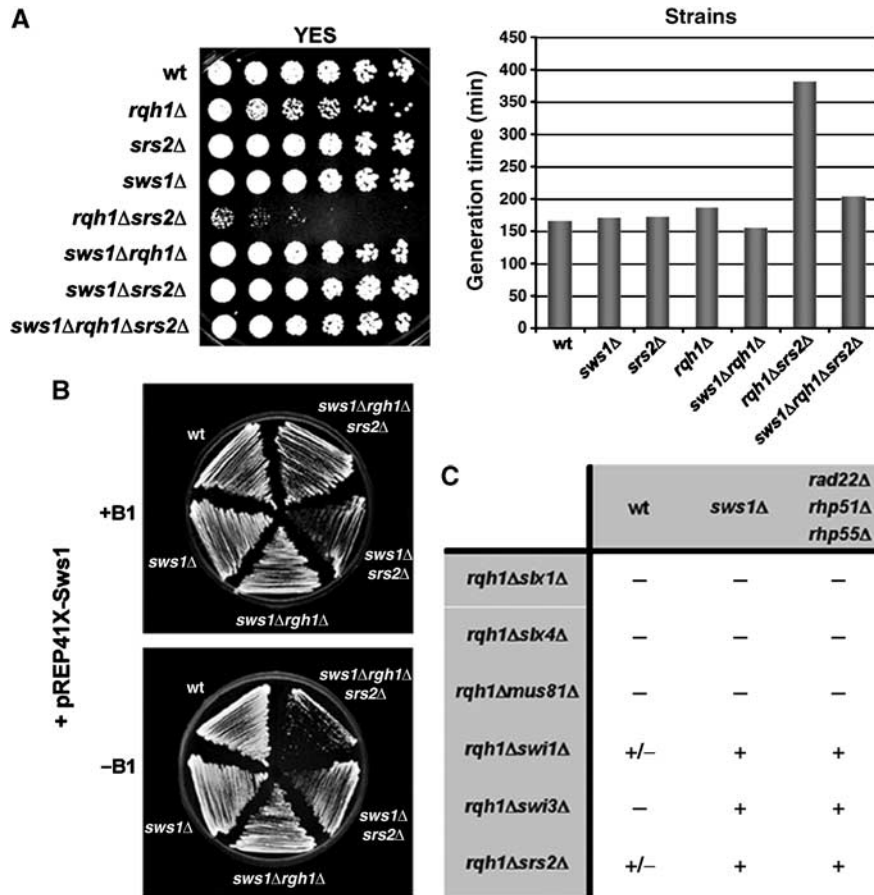 A
YES
wt
rqh1Δ
srs2Δ
sws1Δ
rqh1Δsrs2Δ
sws1Δrqh1Δ
sws1Δsrs2Δ
sws1Δrqh1Δsrs2Δ
Strains
Generation time (min)
450
400
350
300
250
200
150
100
50
0
wt
sws1Δ
srs2Δ
rqh1Δ
sws1Δrqh1Δ
rqh1Δsrs2Δ
sws1Δrqh1Δsrs2Δ
B
+ pREP41X-Sws1
+B1
wt
sws1Δrgh1Δ
srs2Δ
sws1Δ
sws1Δ
srs2Δ
sws1Δrgh1Δ
−B1
wt
sws1Δrgh1Δ
srs2Δ
sws1Δ
sws1Δ
srs2Δ
sws1Δrgh1Δ
C
wt sws1Δ rad22Δ
rhp51Δ
rhp55Δ
rqh1Δslx1Δ − − −
rqh1Δslx4Δ − − −
rqh1Δmus81Δ − − −
rqh1Δswi1Δ +/− + +
rqh1Δswi3Δ − + +
rqh1Δsrs2Δ +/− + +